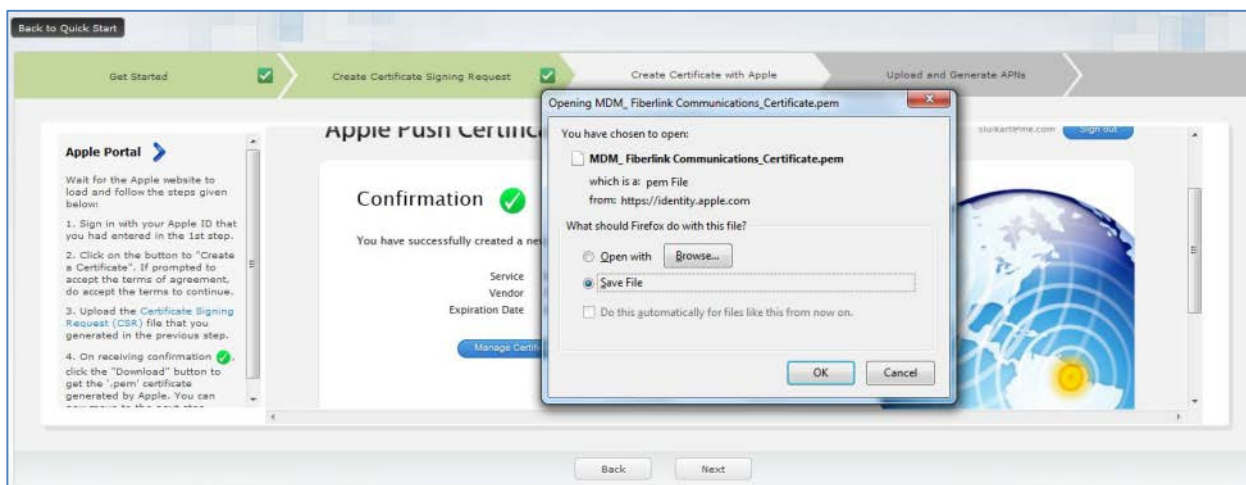 Back to Quick Start
Get Started
Create Certificate Signing Request
Create Certificate with Apple
Upload and Generate APNs
Apple Portal
Wait for the Apple website to
load and follow the steps given
below:
1. Sign in with your Apple ID that
you had entered in the 1st step.
2. Click on the button to "Create
a Certificate". If prompted to
accept the terms of agreement,
do accept the terms to continue.
3. Upload the Certificate Signing
Request (CSR) file that you
generated in the previous step.
4. On receiving confirmation ,
click the "Download" button to
get the '.pem' certificate
generated by Apple. You can
Apple Push
Sign out
Confirmation
You have successfully created a
Service
Vendor
Expiration Date
Manage
Opening MDM_ Fiberlink Communications_Certificate.pem
You have chosen to open:
MDM_ Fiberlink Communications_Certificate.pem
which is a: pem File
from: https://identity.apple.com
What should Firefox do with this file?
Open with Browse...
Save File
Do this automatically for files like this from now on.
OK Cancel
Back Next